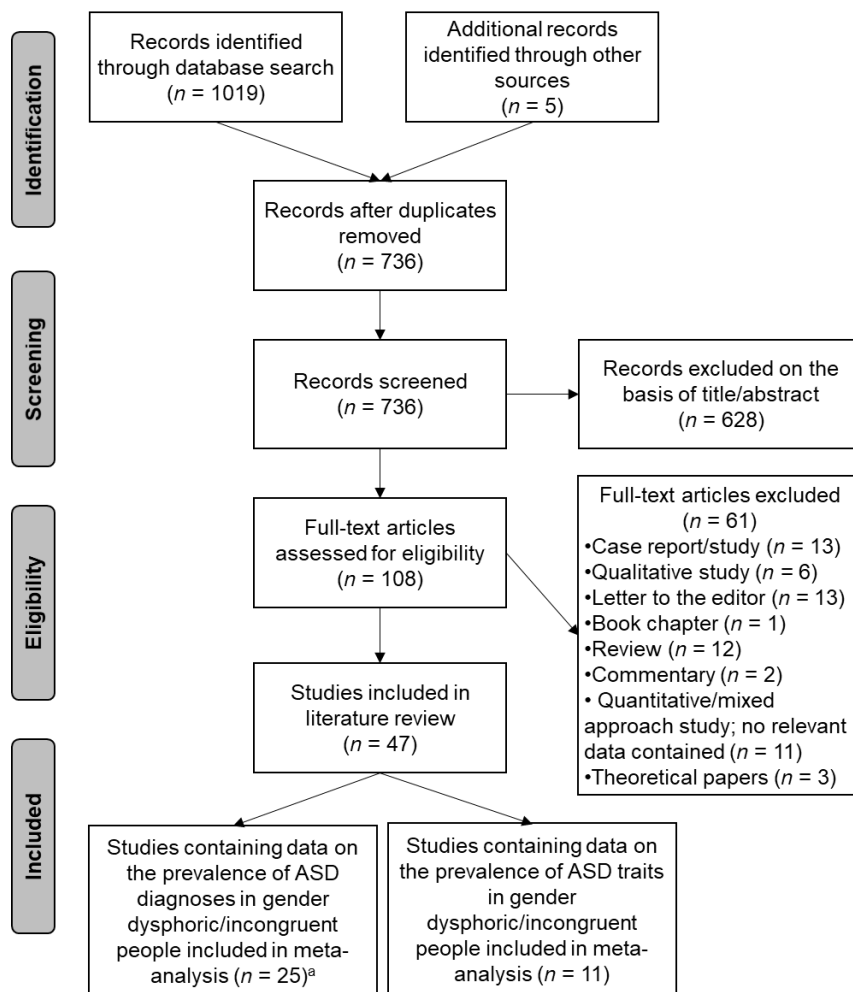 Identification
Records identified
through database search
(n = 1019)
Additional records
identified through other
sources
(n = 5)
Records after duplicates
removed
(n = 736)
Screening
Records screened
(n = 736)
Records excluded on the
basis of title/abstract
(n = 628)
Eligibility
Full-text articles
assessed for eligibility
(n = 108)
Full-text articles excluded
(n = 61)
•Case report/study (n = 13)
•Qualitative study (n = 6)
•Letter to the editor (n = 13)
•Book chapter (n = 1)
•Review (n = 12)
•Commentary (n = 2)
• Quantitative/mixed
approach study; no relevant
data contained (n = 11)
•Theoretical papers (n = 3)
Studies included in
literature review
(n = 47)
Included
Studies containing data on
the prevalence of ASD
diagnoses in gender
dysphoric/incongruent
people included in meta-
analysis (n = 25)ᵃ
Studies containing data on
the prevalence of ASD traits
in gender
dysphoric/incongruent
people included in meta-
analysis (n = 11)